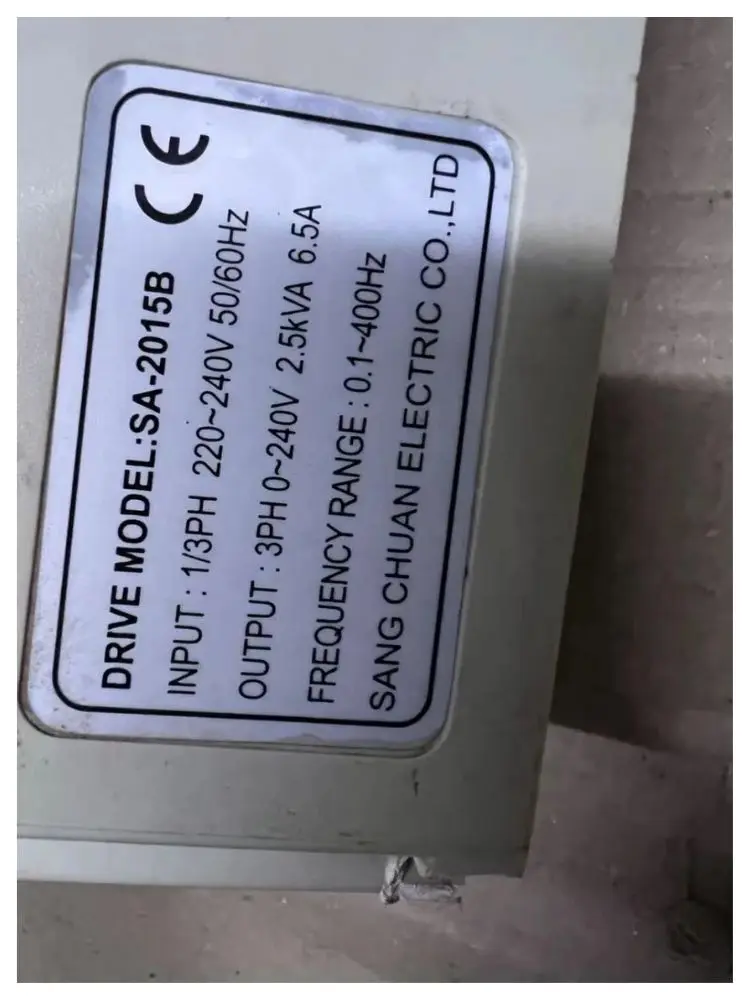 CE
DRIVE MODEL:SA-2015B
INPUT : 1/3PH 220~240V 50/60Hz
OUTPUT : 3PH 0~240V 2.5kVA 6.5A
FREQUENCY RANGE : 0.1~400Hz
SANG CHUAN ELECTRIC CO.,LTD